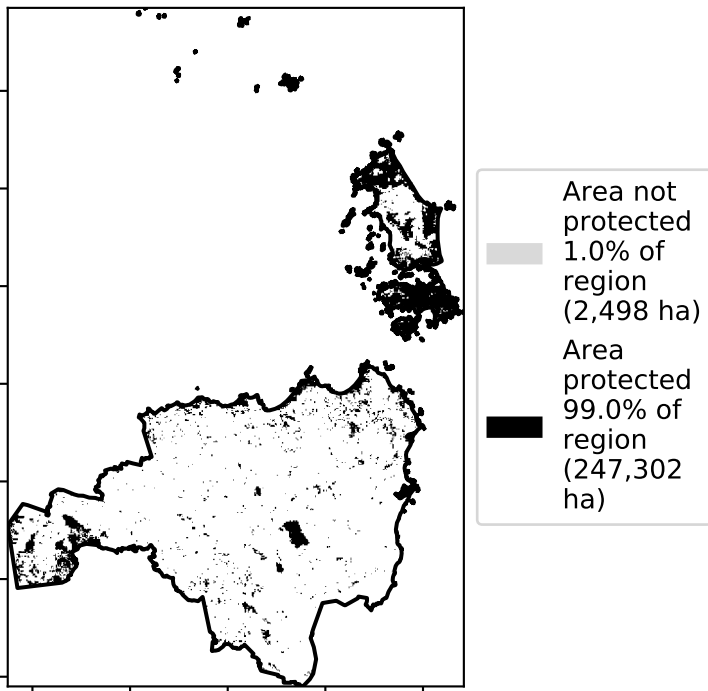 Area not
protected
1.0% of
region
(2,498 ha)
Area
protected
99.0% of
region
(247,302
ha)